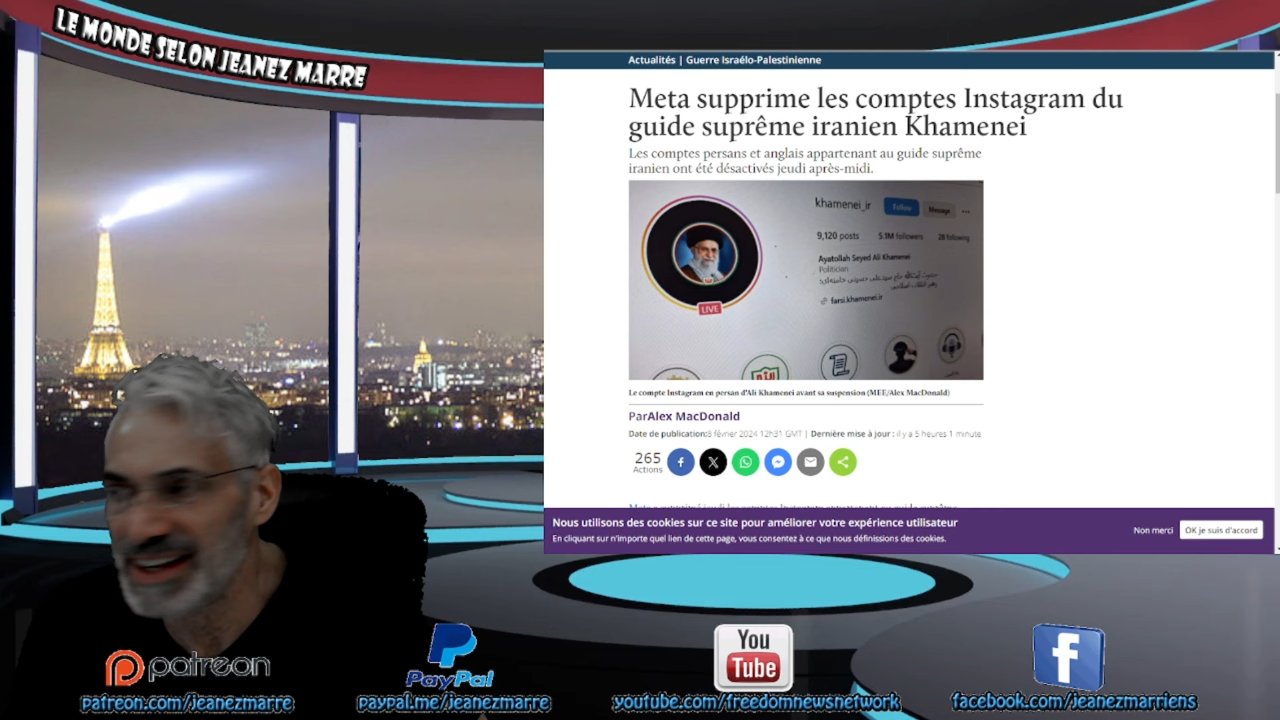 LE MONDE SELON JEANEZ MARRE
Actualités | Guerre Israélo-Palestinienne
Meta supprime les comptes Instagram du
guide suprême iranien Khamenei
Les comptes persans et anglais appartenant au guide suprême
iranien ont été désactivés jeudi après-midi.
khamenei_ir
Follow
Message
9,120 posts
5.1M followers
28 following
Ayatollah Seyed Ali Khamenei
Politician
farsi.khamenei.ir
LIVE
Le compte Instagram en persan d'Ali Khamenei avant sa suspension (MEE/Alex MacDonald)
ParAlex MacDonald
Date de publication:8 février 2024 12h31 GMT | Dernière mise à jour : il y a 5 heures 1 minute
265
Actions
Nous utilisons des cookies sur ce site pour améliorer votre expérience utilisateur
En cliquant sur n'importe quel lien de cette page, vous consentez à ce que nous définissions des cookies.
Non merci
OK je suis d'accord
patreon
PayPal
You
Tube
patreon.com/jeanezmarre
paypal.me/jeanezmarre
youtube.com/freedomnewsnetwork
facebook.com/jeanezmarriens